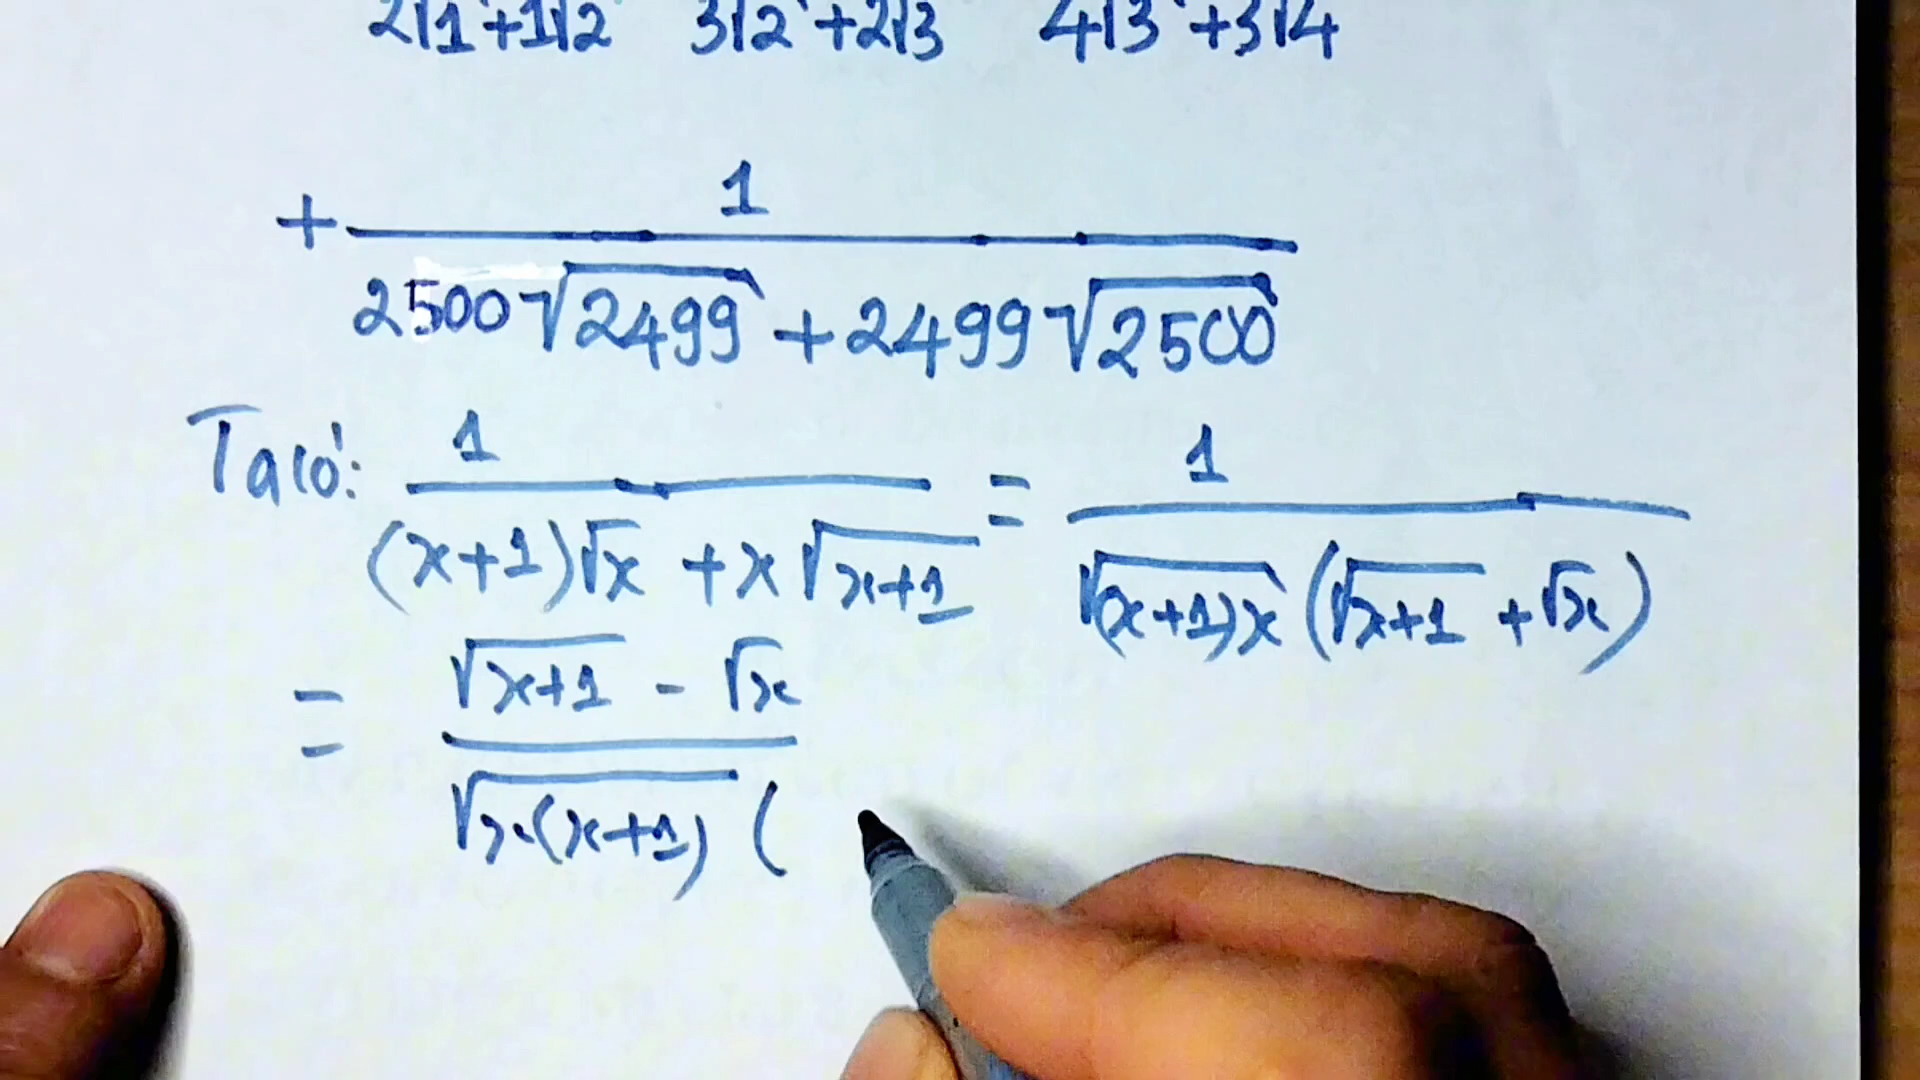 2√1+1√2 3√2+2√3 4√3+3√4
+ 1
2500√2499 + 2499√2500
Ta có: 1 = 1
(x+1)√x + x√x+1 √(x+1)x (√x+1 + √x)
= √x+1 - √x
√x(x+1) (